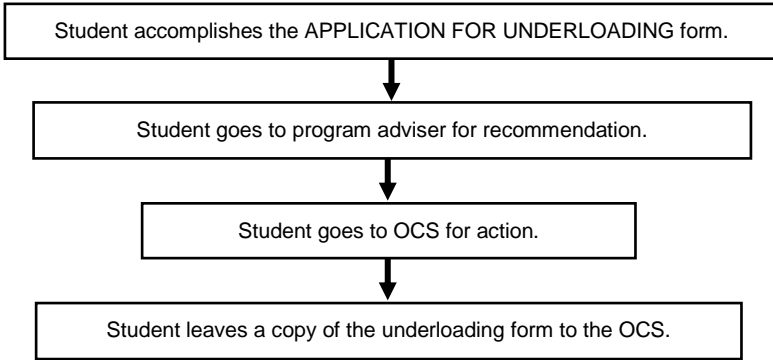 Student accomplishes the APPLICATION FOR UNDERLOADING form.
Student goes to program adviser for recommendation.
Student goes to OCS for action.
Student leaves a copy of the underloading form to the OCS.